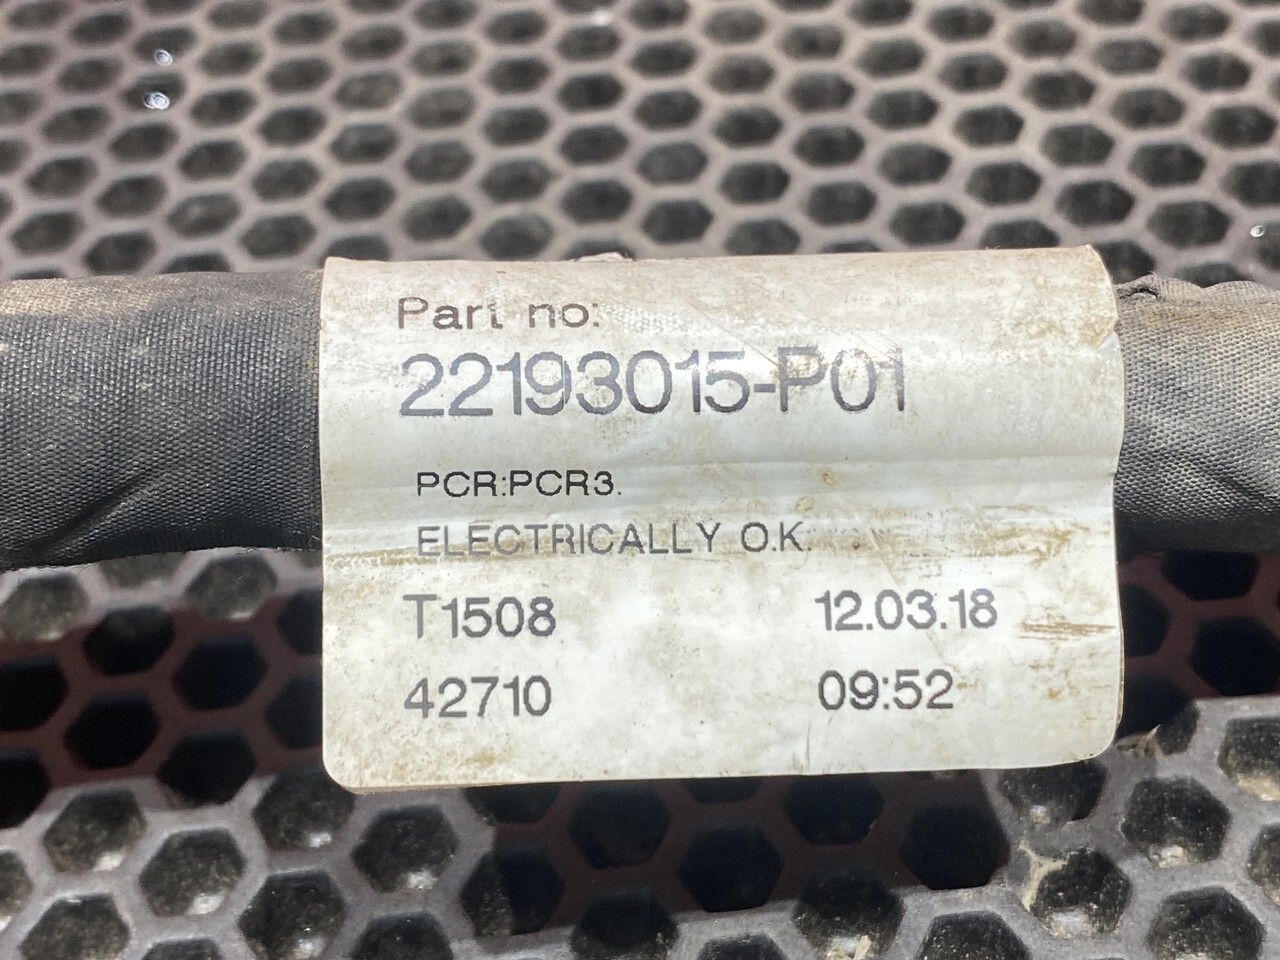 Part no:
22193015-P01
PCR:PCR3.
ELECTRICALLY O.K.
T1508 12.03.18
42710 09:52